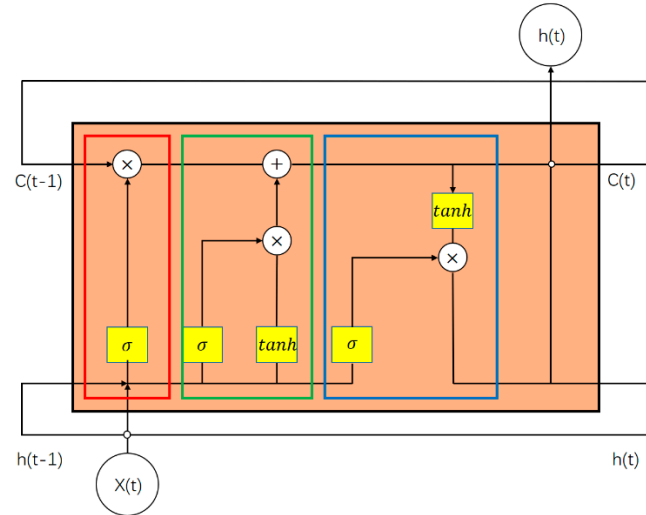 h(t)
C(t-1)
×
+
C(t)
tanh
×
×
σ
σ
tanh
σ
h(t-1)
h(t)
X(t)